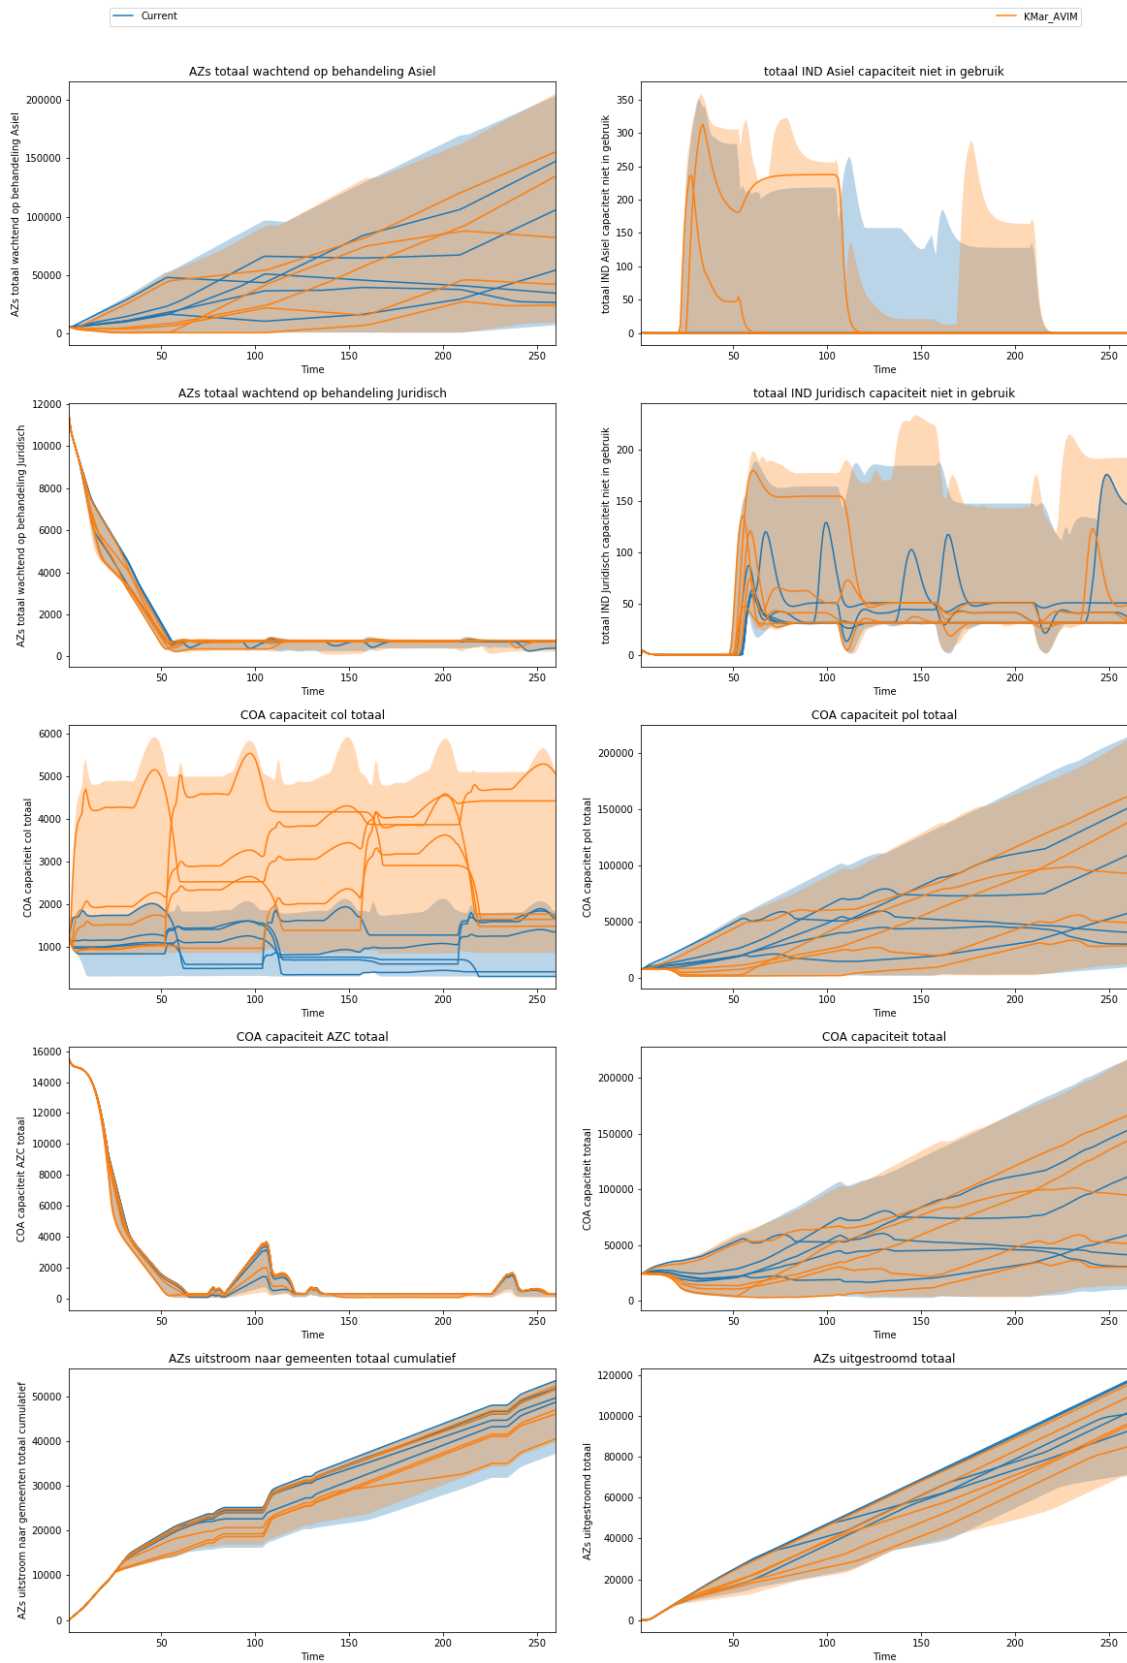 Current KMar_AVIM
AZs totaal wachtend op behandeling Asiel
AZs totaal wachtend op behandeling Asiel
200000
150000
100000
50000
0
50 100 150 200 250
Time
totaal IND Asiel capaciteit niet in gebruik
totaal IND Asiel capaciteit niet in gebruik
350
300
250
200
150
100
50
0
50 100 150 200 250
Time
AZs totaal wachtend op behandeling Juridisch
AZs totaal wachtend op behandeling Juridisch
12000
10000
8000
6000
4000
2000
0
50 100 150 200 250
Time
totaal IND Juridisch capaciteit niet in gebruik
totaal IND Juridisch capaciteit niet in gebruik
200
150
100
50
0
50 100 150 200 250
Time
COA capaciteit col totaal
COA capaciteit col totaal
6000
5000
4000
3000
2000
1000
50 100 150 200 250
Time
COA capaciteit pol totaal
COA capaciteit pol totaal
200000
150000
100000
50000
0
50 100 150 200 250
Time
COA capaciteit AZC totaal
COA capaciteit AZC totaal
16000
14000
12000
10000
8000
6000
4000
2000
0
50 100 150 200 250
Time
COA capaciteit totaal
COA capaciteit totaal
200000
150000
100000
50000
0
50 100 150 200 250
Time
AZs uitstroom naar gemeenten totaal cumulatief
AZs uitstroom naar gemeenten totaal cumulatief
50000
40000
30000
20000
10000
0
50 100 150 200 250
Time
AZs uitgestroomd totaal
AZs uitgestroomd totaal
120000
100000
80000
60000
40000
20000
0
50 100 150 200 250
Time